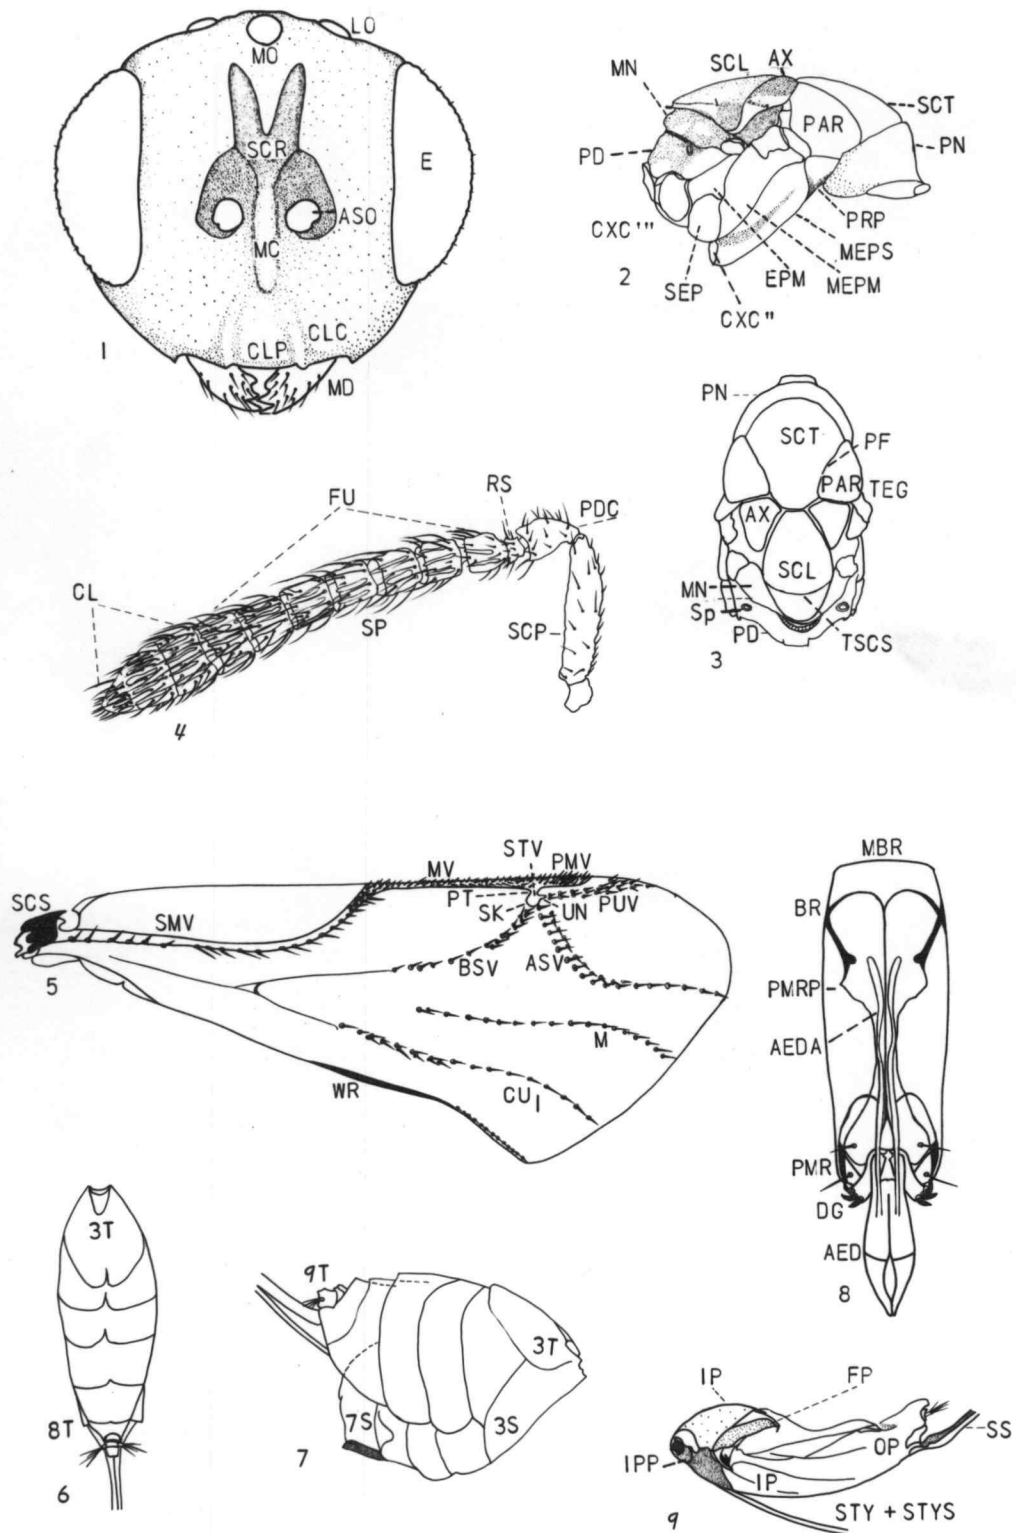 LO
MO
SCR
E
ASO
MC
CLC
CLP
MD
1
SCL
AX
MN
SCT
PAR
PD
PN
PRP
CXC'''
MEPS
EPM
MEPM
SEP
2
CXC"
PN
SCT
PF
PAR
TEG
AX
SCL
MN
Sp
PD
TSCS
3
FU
RS
PDC
CL
SP
SCP
4
STV
MV
PMV
SCS
PT
SMV
SK
UN
PUV
BSV
ASV
5
M
WR
CU1
MBR
BR
PMRP
AEDA
PMR
DG
AED
8
3T
8T
6
9T
3T
7S
3S
7
IP
FP
SS
OP
IPP
IP
STY + STYS
9